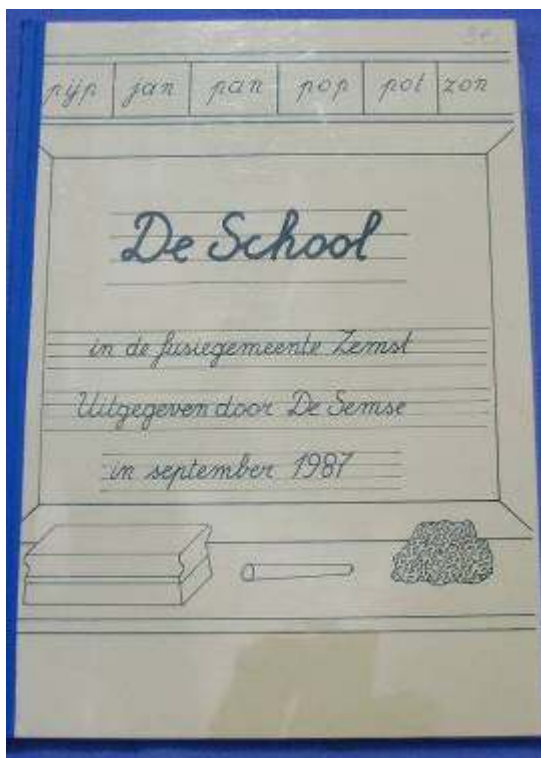 pijp jan pan pop pot zon
De School
in de fusiegemeente Zemst
Uitgegeven door De Semse
in september 1987